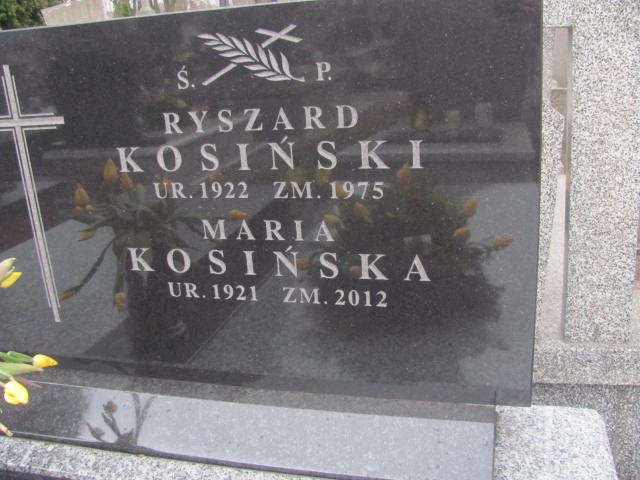 Ś. P.
RYSZARD
KOSIŃSKI
UR. 1922 ZM. 1975
MARIA
KOSIŃSKA
UR. 1921 ZM. 2012